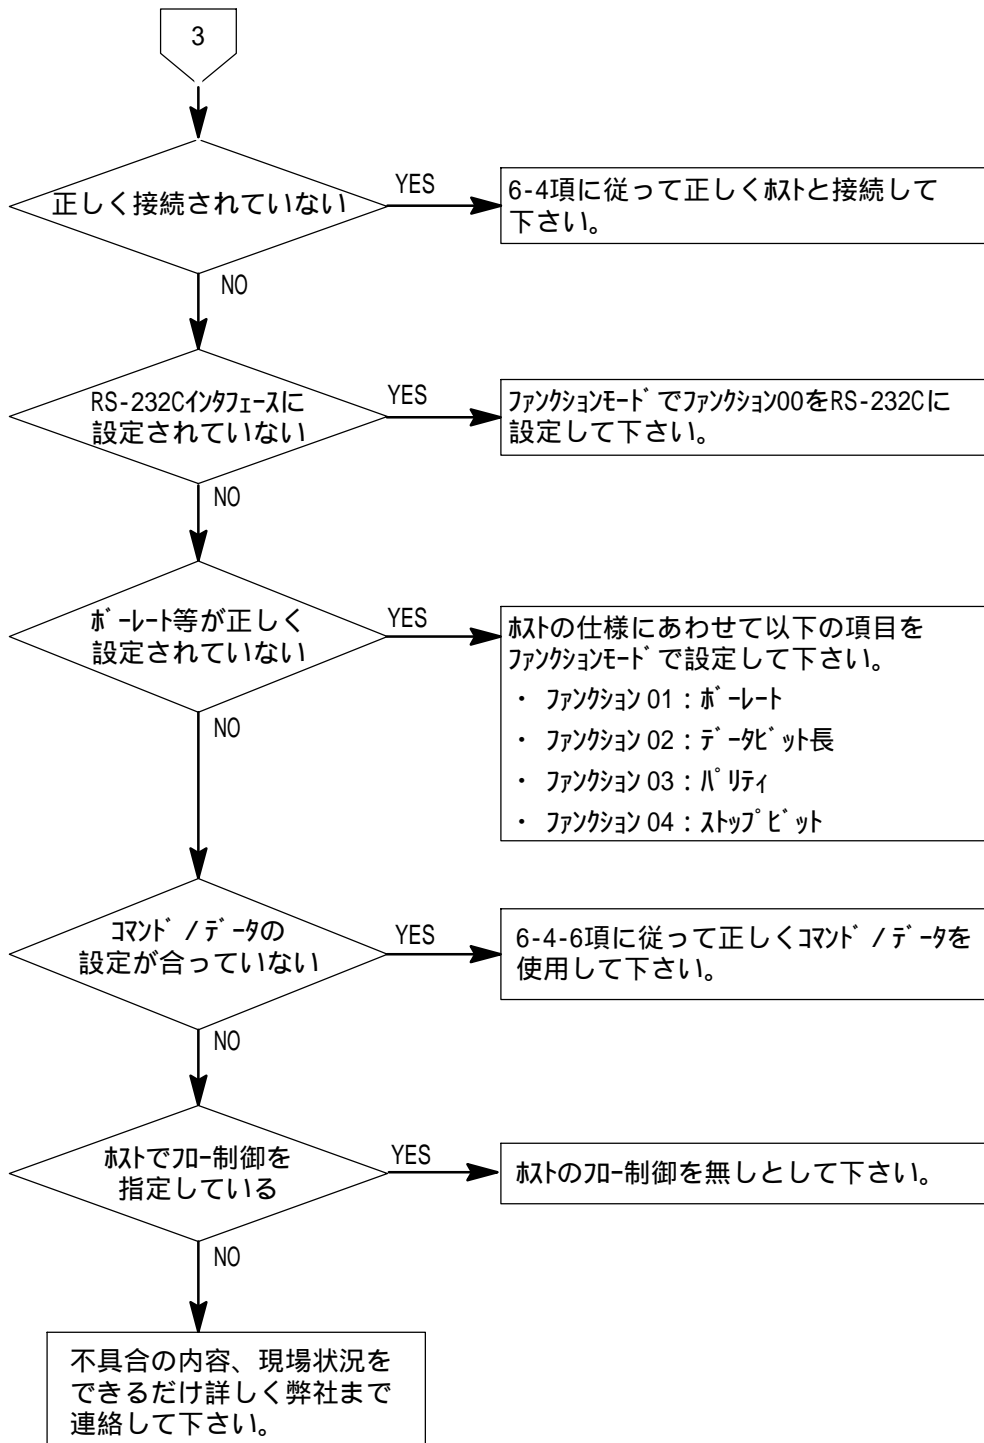 3
正しく接続されていない
YES
6-4項に従って正しくﾎｽﾄと接続して
下さい。
NO
RS-232Cｲﾝﾀﾌｪｰｽに
設定されていない
YES
ﾌｧﾝｸｼｮﾝﾓｰﾄﾞでﾌｧﾝｸｼｮﾝ00をRS-232Cに
設定して下さい。
NO
ﾎﾞｰﾚｰﾄ等が正しく
設定されていない
YES
ﾎｽﾄの仕様にあわせて以下の項目を
ﾌｧﾝｸｼｮﾝﾓｰﾄﾞで設定して下さい。
・ ﾌｧﾝｸｼｮﾝ 01：ﾎﾞｰﾚｰﾄ
・ ﾌｧﾝｸｼｮﾝ 02：ﾃﾞｰﾀﾋﾞｯﾄ長
・ ﾌｧﾝｸｼｮﾝ 03：ﾊﾟﾘﾃｨ
・ ﾌｧﾝｸｼｮﾝ 04：ｽﾄｯﾌﾟﾋﾞｯﾄ
NO
ｺﾏﾝﾄﾞ/ﾃﾞｰﾀの
設定が合っていない
YES
6-4-6項に従って正しくｺﾏﾝﾄﾞ/ﾃﾞｰﾀを
使用して下さい。
NO
ﾎｽﾄでﾌﾛｰ制御を
指定している
YES
ﾎｽﾄのﾌﾛｰ制御を無しとして下さい。
NO
不具合の内容、現場状況を
できるだけ詳しく弊社まで
連絡して下さい。